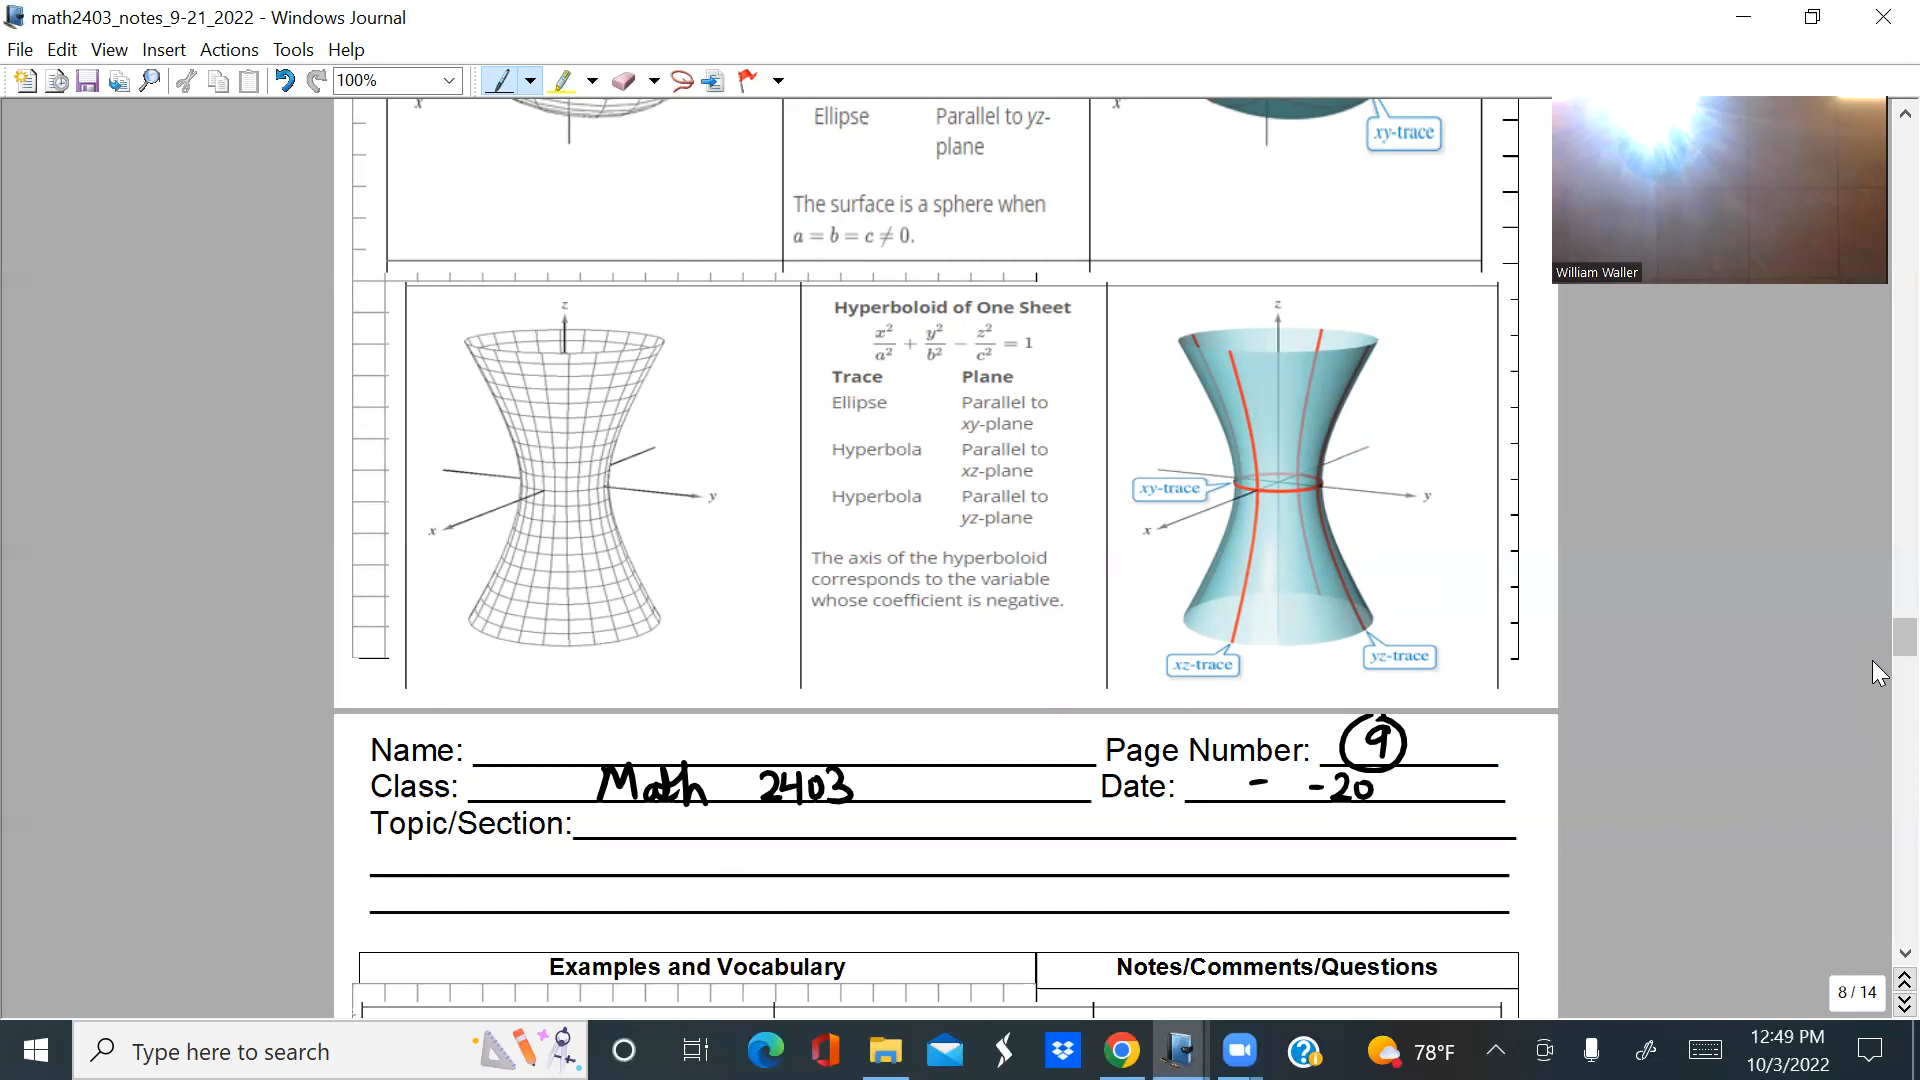 math2403_notes_9-21_2022 - Windows Journal
File Edit View Insert Actions Tools Help
100%
x
Ellipse Parallel to yz-
plane
x
xy-trace
The surface is a sphere when
a = b = c ≠ 0.
William Waller
z
y
x
Hyperboloid of One Sheet
x²/a² + y²/b² − z²/c² = 1
Trace Plane
Ellipse Parallel to
xy-plane
Hyperbola Parallel to
xz-plane
Hyperbola Parallel to
yz-plane
The axis of the hyperboloid
corresponds to the variable
whose coefficient is negative.
z
xy-trace
y
x
xz-trace
yz-trace
Name: Page Number: 9
Class: Math 2403 Date: - -20
Topic/Section:
Examples and Vocabulary Notes/Comments/Questions
8 / 14
Type here to search
78°F
12:49 PM
10/3/2022